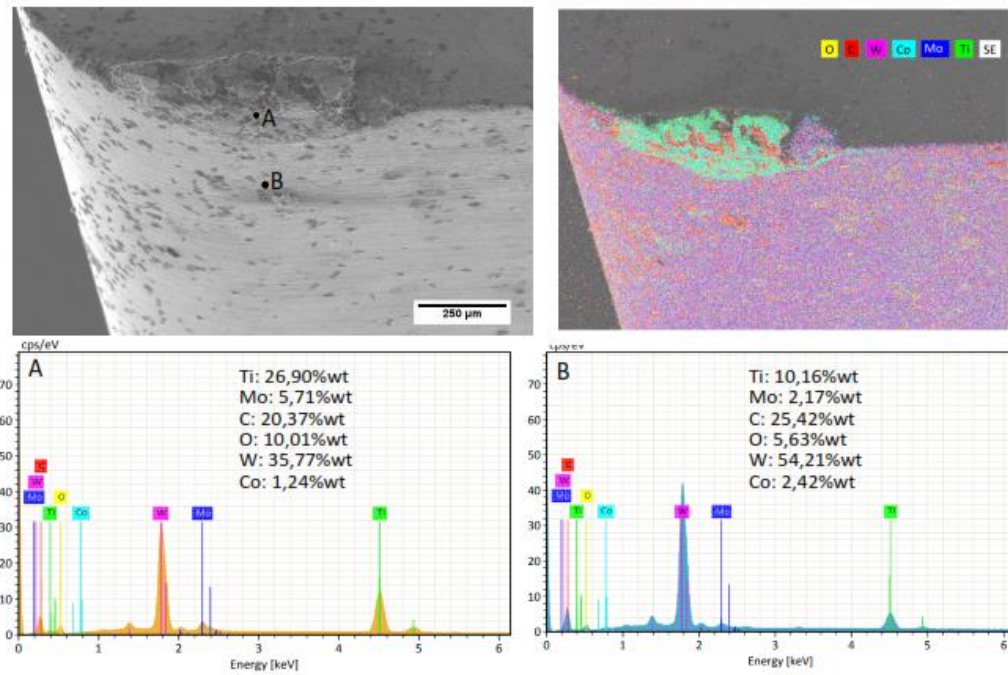 A
B
250 µm
O C W Co Mo Ti SE
cps/eV
A
Ti: 26,90%wt
Mo: 5,71%wt
C: 20,37%wt
O: 10,01%wt
W: 35,77%wt
Co: 1,24%wt
70
60
50
40
30
20
10
0
C
W
Mo O
Ti Co W Mo Ti
0 1 2 3 4 5 6
Energy [keV]
cps/eV
B
Ti: 10,16%wt
Mo: 2,17%wt
C: 25,42%wt
O: 5,63%wt
W: 54,21%wt
Co: 2,42%wt
70
60
50
40
30
20
10
0
C
W
Mo O
Ti Co W Mo Ti
1 2 3 4 5 6
Energy [keV]